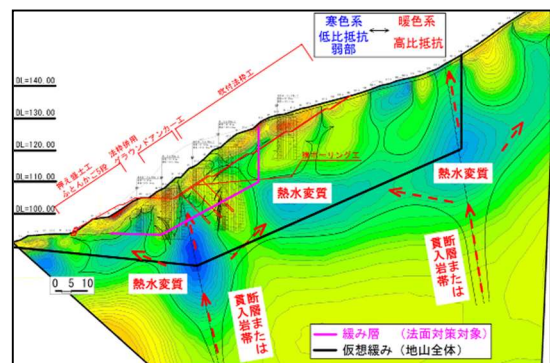 寒色系 ↔ 暖色系
低比抵抗 高比抵抗
弱部
吹付法枠工
法枠併用
グラウンドアンカー工
押え盛土工
ふとんかご5段
DL=140.00
DL=130.00
DL=120.00
DL=110.00
DL=100.00
横ボーリング工
熱水変質
熱水変質
熱水変質
断層または
貫入岩帯
断層または
貫入岩帯
0 5 10
緩み層 (法面対策対象)
仮想緩み (地山全体)